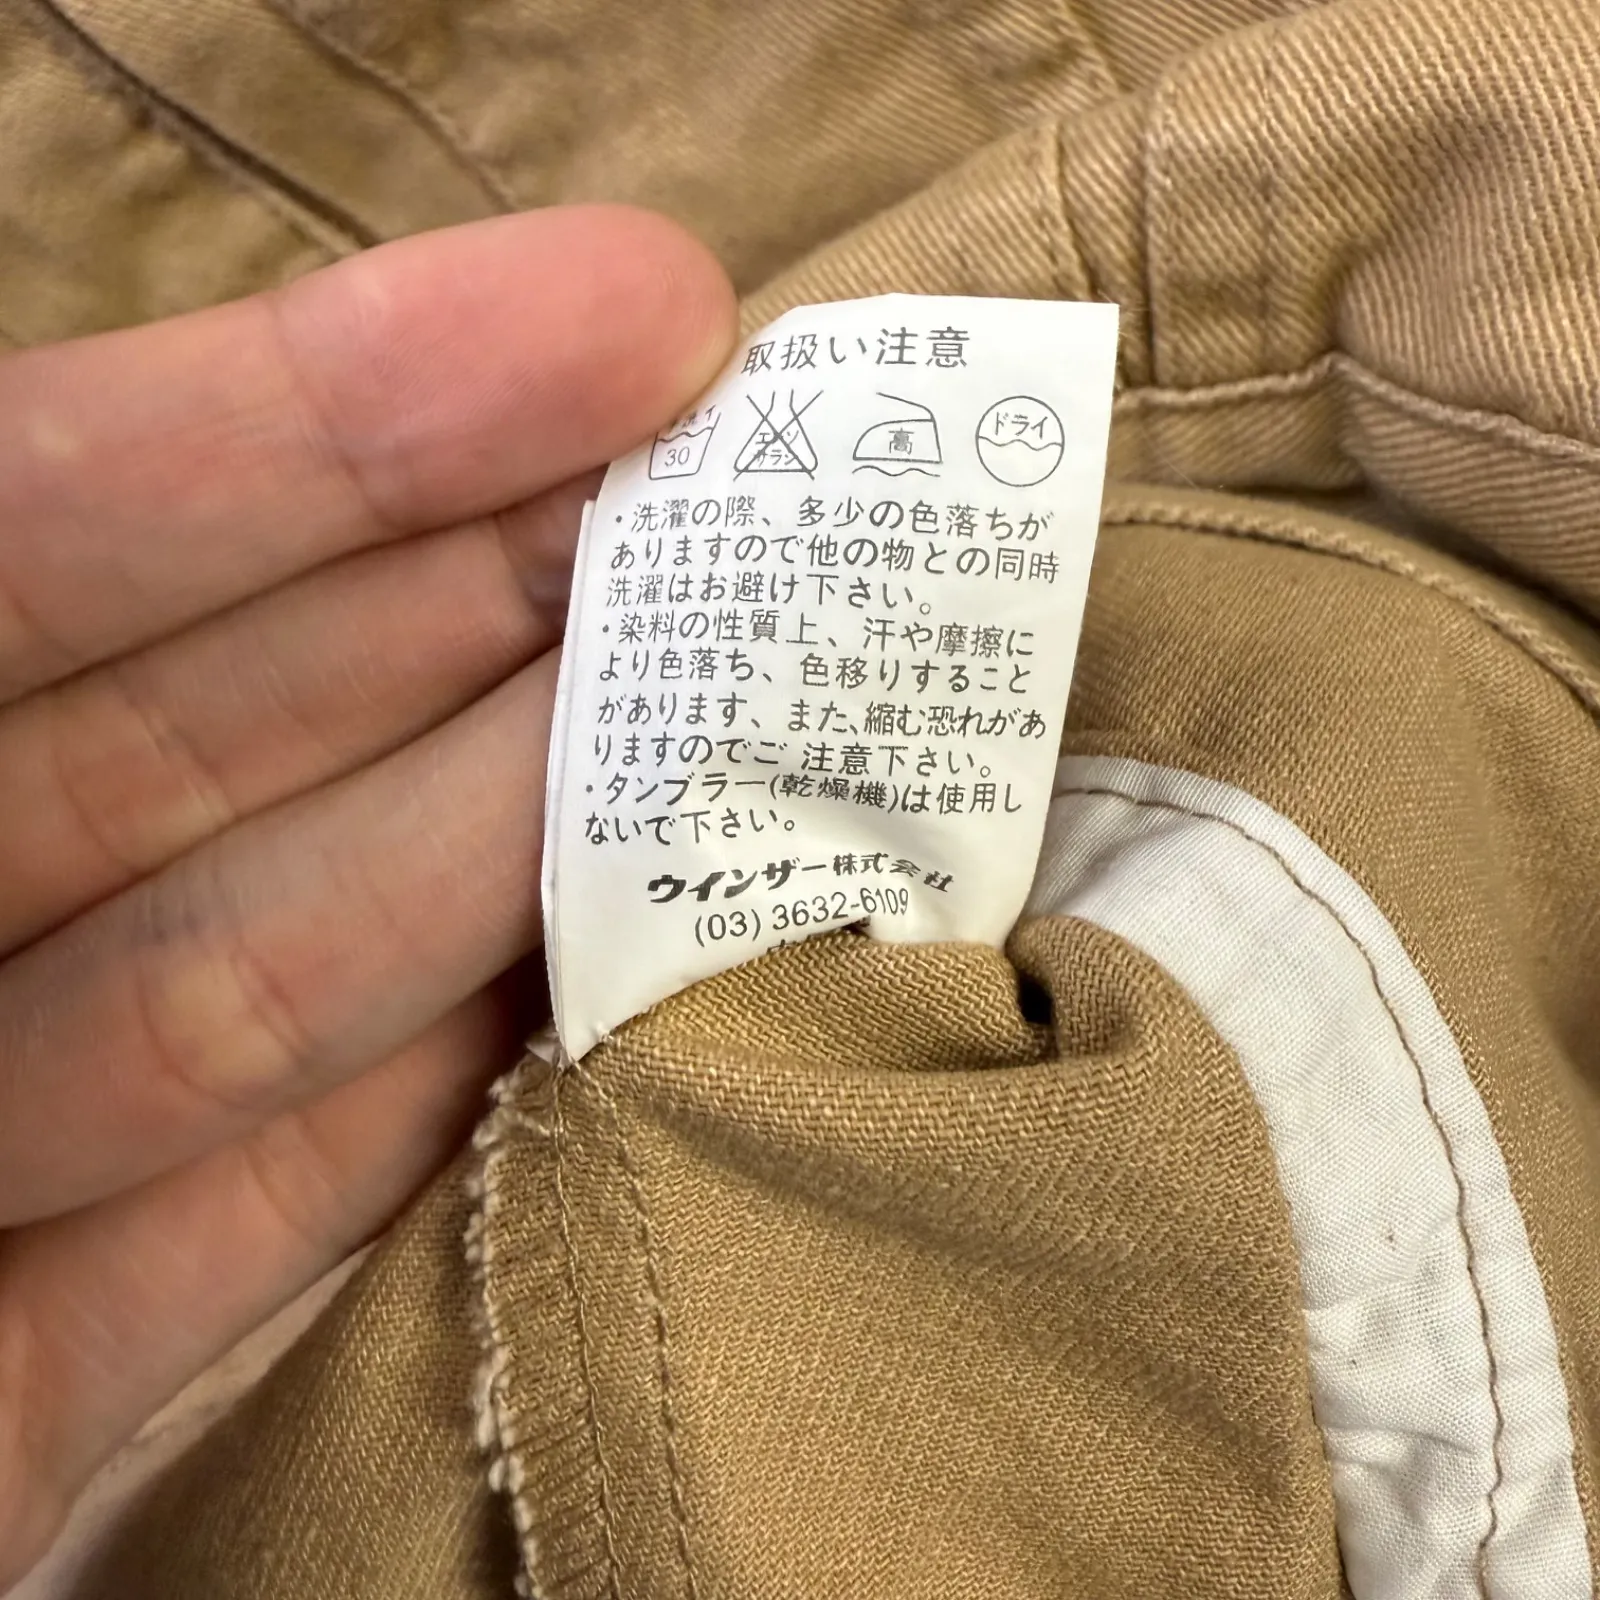 取扱い注意
30
エンソ
サラシ
高
ドライ
・洗濯の際、多少の色落ちが
ありますので他の物との同時
洗濯はお避け下さい。
・染料の性質上、汗や摩擦に
より色落ち、色移りすること
があります、また、縮む恐れがあ
りますのでご注意下さい。
・タンブラー(乾燥機)は使用し
ないで下さい。
ウインザー株式会社
(03) 3632-6109